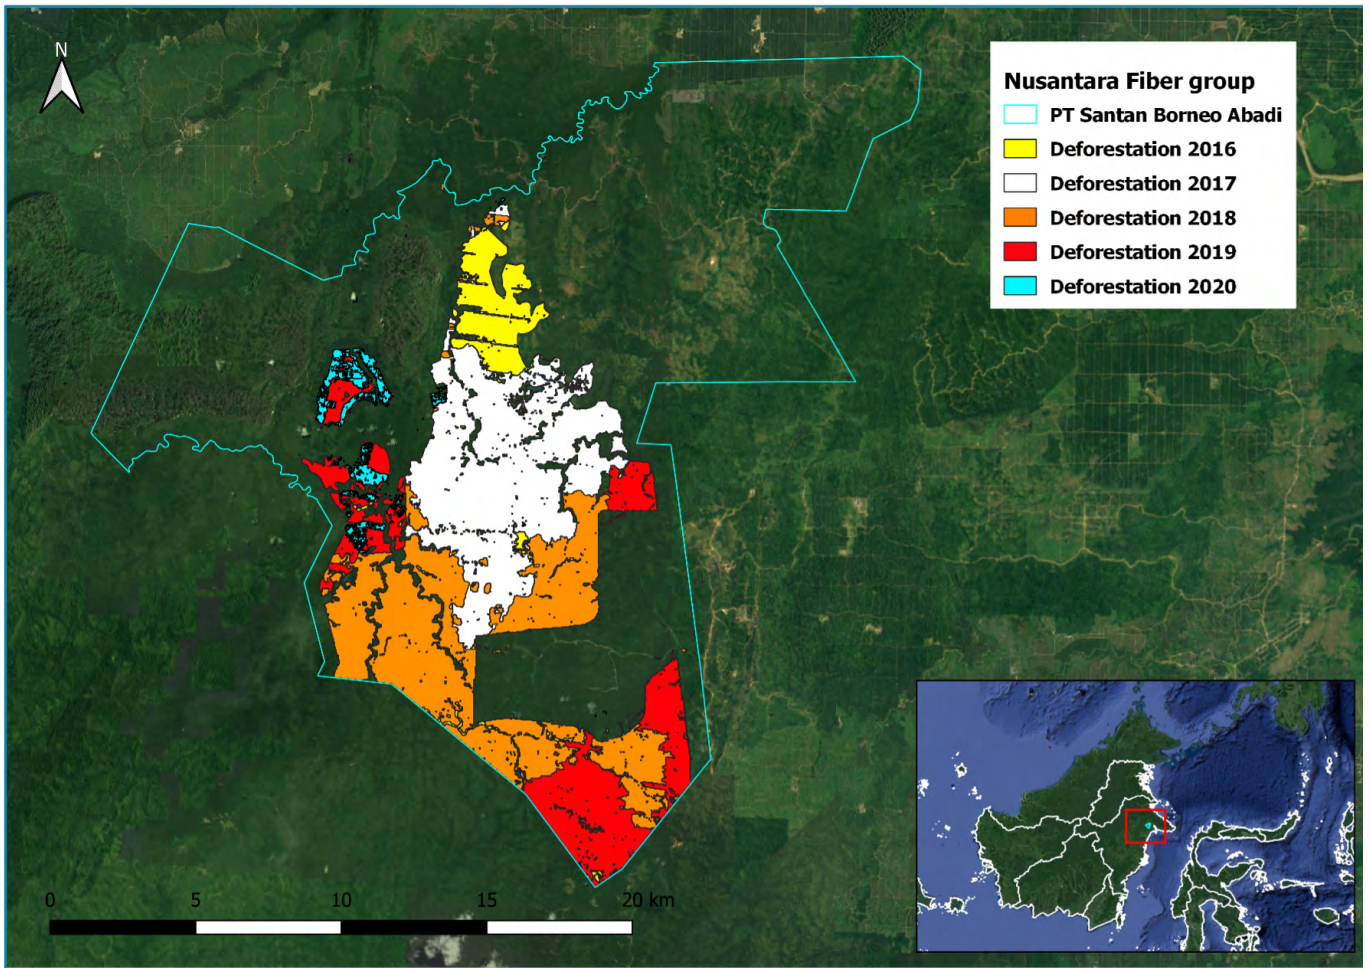 N
Nusantara Fiber group
PT Santan Borneo Abadi
Deforestation 2016
Deforestation 2017
Deforestation 2018
Deforestation 2019
Deforestation 2020
0 5 10 15 20 km